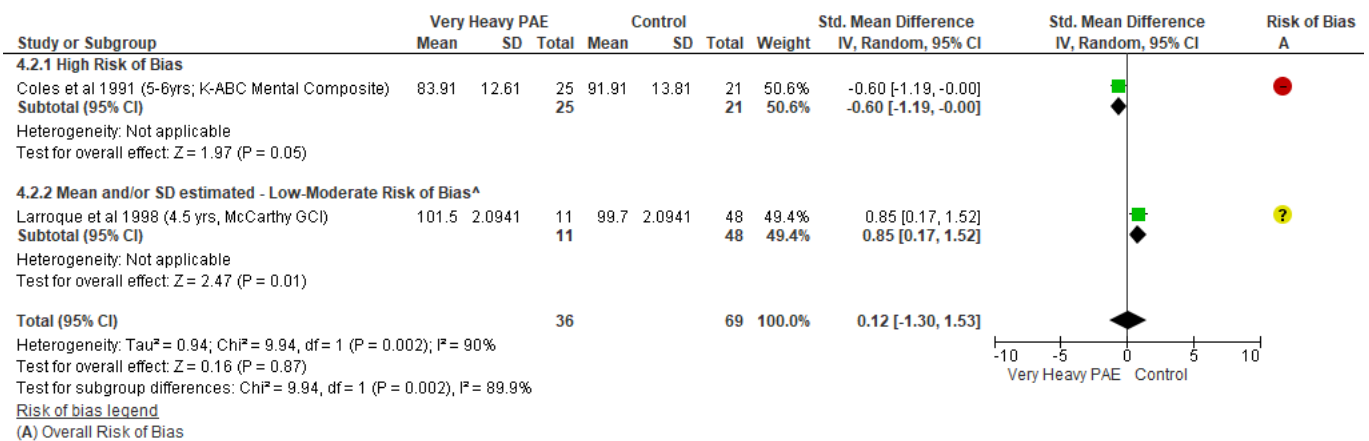 Very Heavy PAE Control Std. Mean Difference Std. Mean Difference Risk of Bias
Study or Subgroup Mean SD Total Mean SD Total Weight IV, Random, 95% CI IV, Random, 95% CI A
4.2.1 High Risk of Bias
Coles et al 1991 (5-6yrs; K-ABC Mental Composite) 83.91 12.61 25 91.91 13.81 21 50.6% -0.60 [-1.19, -0.00]
Subtotal (95% CI) 25 21 50.6% -0.60 [-1.19, -0.00]
Heterogeneity: Not applicable
Test for overall effect: Z = 1.97 (P = 0.05)
4.2.2 Mean and/or SD estimated - Low-Moderate Risk of Bias^
Larroque et al 1998 (4.5 yrs, McCarthy GCI) 101.5 2.0941 11 99.7 2.0941 48 49.4% 0.85 [0.17, 1.52] ?
Subtotal (95% CI) 11 48 49.4% 0.85 [0.17, 1.52]
Heterogeneity: Not applicable
Test for overall effect: Z = 2.47 (P = 0.01)
Total (95% CI) 36 69 100.0% 0.12 [-1.30, 1.53]
Heterogeneity: Tau² = 0.94; Chi² = 9.94, df = 1 (P = 0.002); I² = 90%
Test for overall effect: Z = 0.16 (P = 0.87)
Test for subgroup differences: Chi² = 9.94, df = 1 (P = 0.002), I² = 89.9%
-10 -5 0 5 10
Very Heavy PAE Control
Risk of bias legend
(A) Overall Risk of Bias